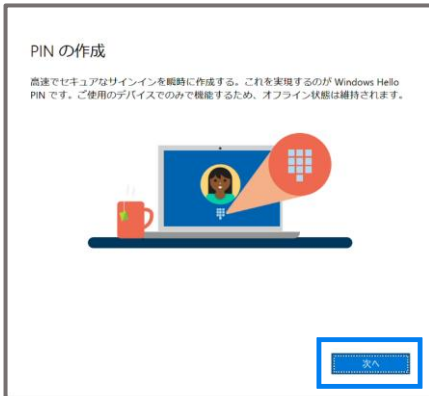 PIN の作成
高速でセキュアなサインインを瞬時に作成する。これを実現するのが Windows Hello
PIN です。ご使用のデバイスでのみで機能するため、オフライン状態は維持されます。
次へ